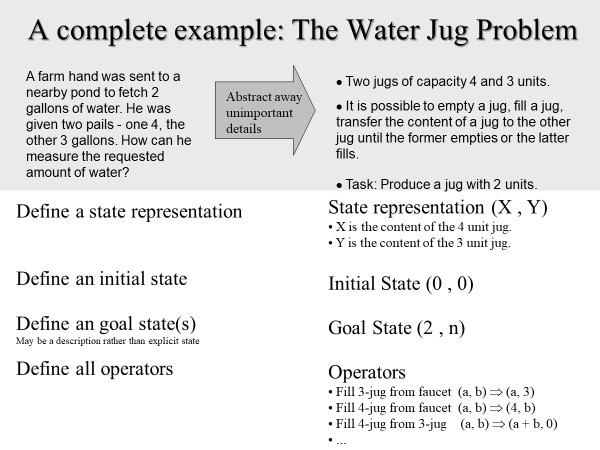 A complete example: The Water Jug Problem
A farm hand was sent to a
nearby pond to fetch 2
gallons of water. He was
given two pails - one 4, the
other 3 gallons. How can he
measure the requested
amount of water?
Abstract away
unimportant
details
• Two jugs of capacity 4 and 3 units.
• It is possible to empty a jug, fill a jug,
transfer the content of a jug to the other
jug until the former empties or the latter
fills.
• Task: Produce a jug with 2 units.
Define a state representation
State representation (X , Y)
• X is the content of the 4 unit jug.
• Y is the content of the 3 unit jug.
Define an initial state
Initial State (0 , 0)
Define an goal state(s)
May be a description rather than explicit state
Goal State (2 , n)
Define all operators
Operators
• Fill 3-jug from faucet (a, b) ⇒ (a, 3)
• Fill 4-jug from faucet (a, b) ⇒ (4, b)
• Fill 4-jug from 3-jug (a, b) ⇒ (a + b, 0)
• ...